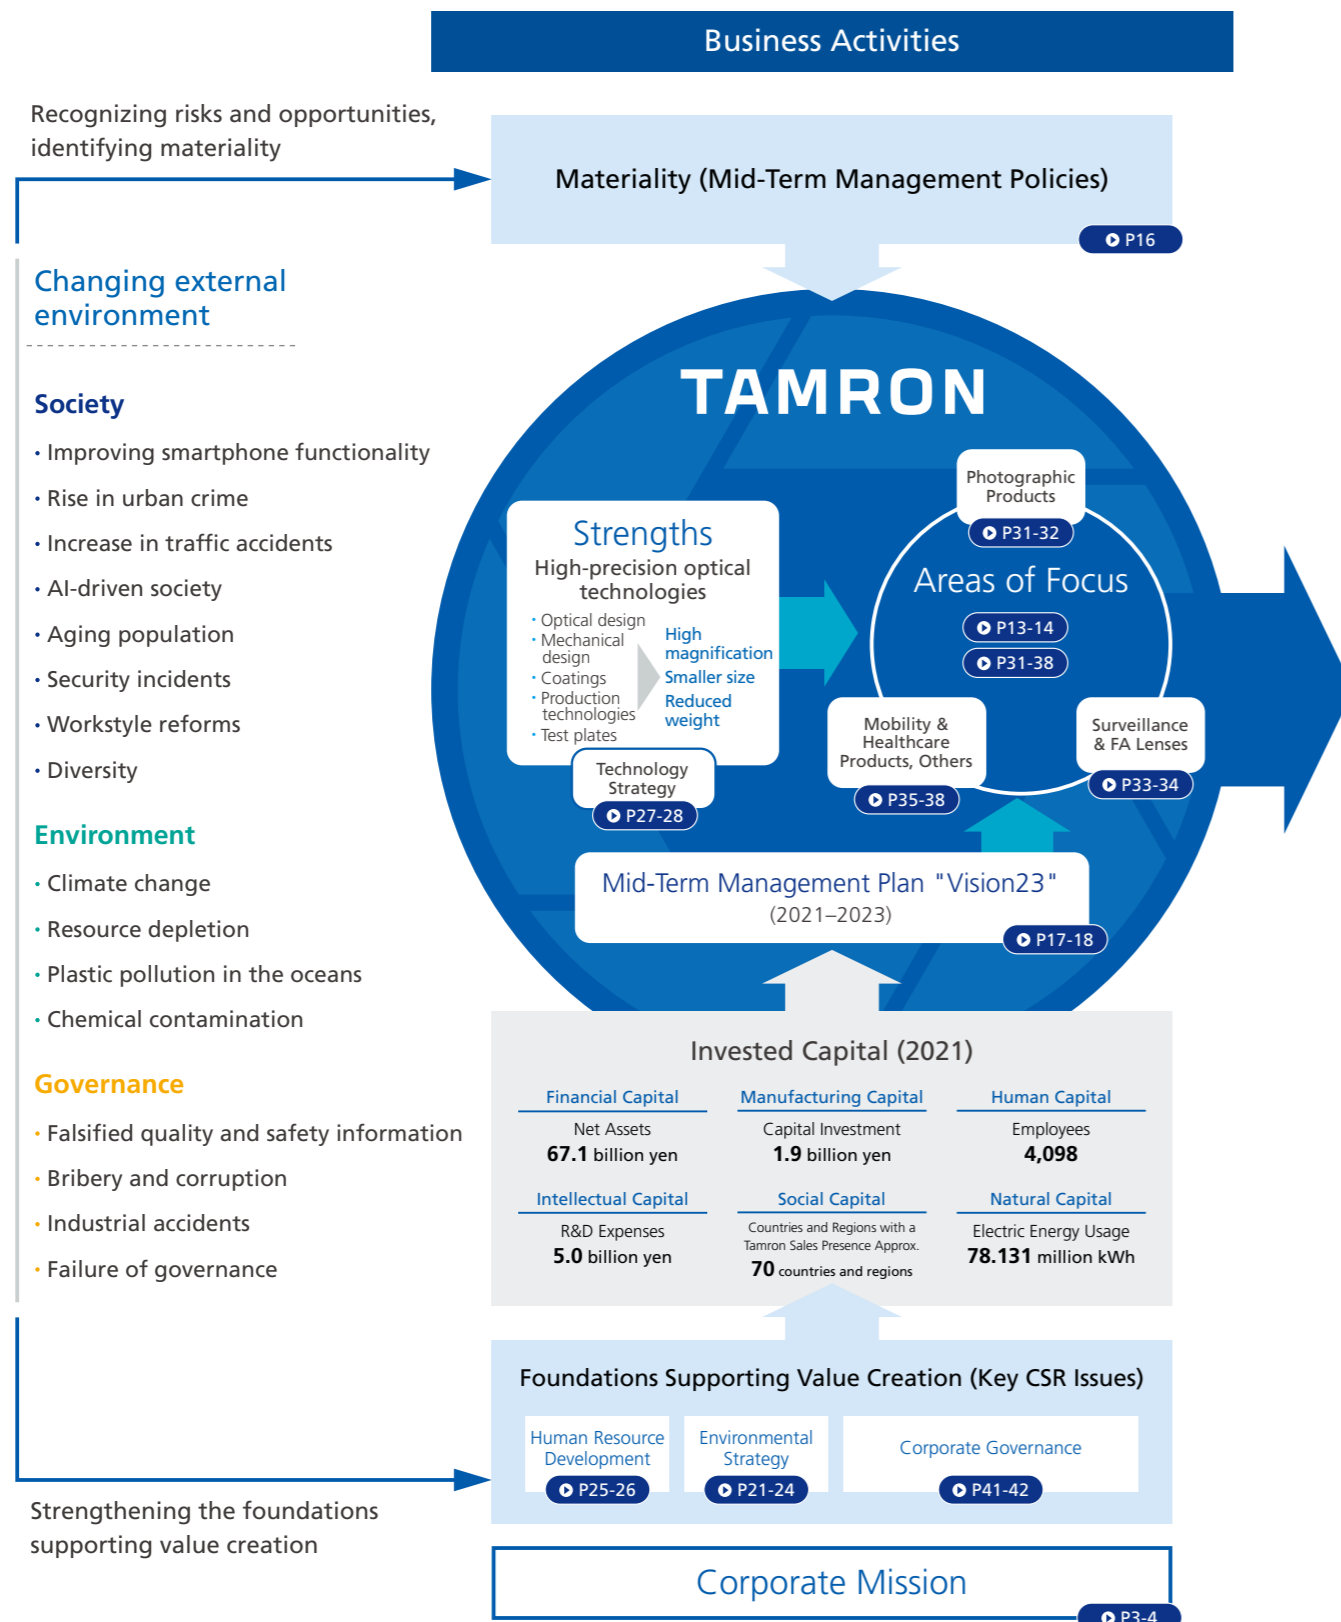 Business Activities
Recognizing risks and opportunities,
identifying materiality
Materiality (Mid-Term Management Policies)
P16
Changing external
environment
Society
· Improving smartphone functionality
· Rise in urban crime
· Increase in traffic accidents
· AI-driven society
· Aging population
· Security incidents
· Workstyle reforms
· Diversity
Environment
· Climate change
· Resource depletion
· Plastic pollution in the oceans
· Chemical contamination
Governance
· Falsified quality and safety information
· Bribery and corruption
· Industrial accidents
· Failure of governance
Strengthening the foundations
supporting value creation
TAMRON
Strengths
High-precision optical
technologies
· Optical design
· Mechanical
design
· Coatings
· Production
technologies
· Test plates
High
magnification
Smaller size
Reduced
weight
Technology
Strategy
P27-28
Photographic
Products
P31-32
Areas of Focus
P13-14
P31-38
Mobility &
Healthcare
Products, Others
P35-38
Surveillance
& FA Lenses
P33-34
Mid-Term Management Plan "Vision23"
(2021–2023)
P17-18
Invested Capital (2021)
Financial Capital
Net Assets
67.1 billion yen
Manufacturing Capital
Capital Investment
1.9 billion yen
Human Capital
Employees
4,098
Intellectual Capital
R&D Expenses
5.0 billion yen
Social Capital
Countries and Regions with a
Tamron Sales Presence Approx.
70 countries and regions
Natural Capital
Electric Energy Usage
78.131 million kWh
Foundations Supporting Value Creation (Key CSR Issues)
Human Resource
Development
P25-26
Environmental
Strategy
P21-24
Corporate Governance
P41-42
Corporate Mission
P3-4